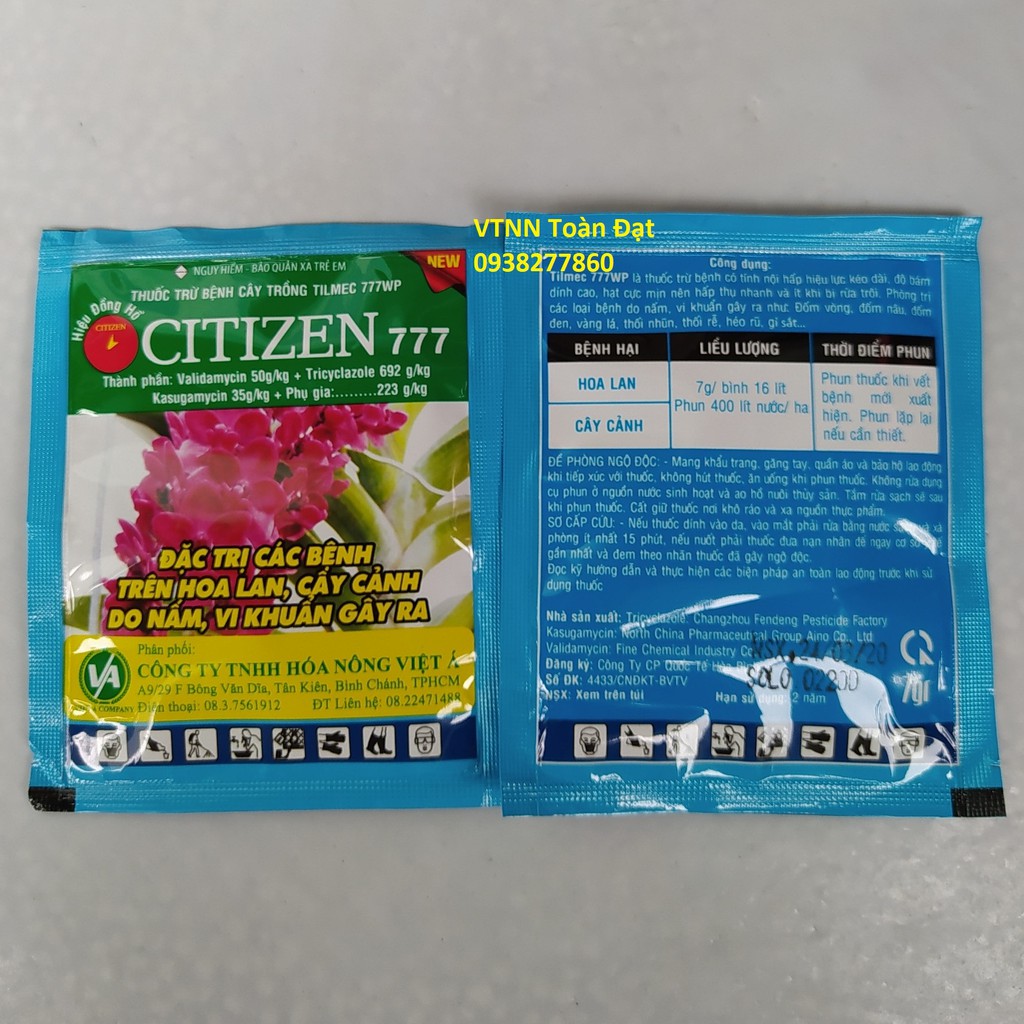 VTNN Toàn Đạt
0938277860
NGUY HIỂM - BẢO QUẢN XA TRẺ EM
NEW
THUỐC TRỪ BỆNH CÂY TRỒNG TILMEC 777WP
Hiệu Đồng Hồ
CITIZEN
CITIZEN 777
Thành phần: Validamycin 50g/kg + Tricyclazole 692 g/kg
Kasugamycin 35g/kg + Phụ gia:.........223 g/kg
ĐẶC TRỊ CÁC BỆNH
TRÊN HOA LAN, CÂY CẢNH
DO NẤM, VI KHUẨN GÂY RA
Phân phối:
VA
CÔNG TY TNHH HÓA NÔNG VIỆT Á
A9/29 F Bông Văn Dĩa, Tân Kiên, Bình Chánh, TPHCM
COMPANY
Điện thoại: 08.3.7561912 ĐT Liên hệ: 08.22471488
Công dụng:
Tilmec 777WP là thuốc trừ bệnh có tính nội hấp hiệu lực kéo dài, độ bám
dính cao, hạt cực mịn nên hấp thụ nhanh và ít khi bị rửa trôi. Phòng trị
các loại bệnh do nấm, vi khuẩn gây ra như: Đốm vòng, đốm nâu, đốm
đen, vàng lá, thối nhũn, thối rễ, héo rũ, gỉ sắt...
BỆNH HẠI LIỀU LƯỢNG THỜI ĐIỂM PHUN
HOA LAN
CÂY CẢNH
7g/ bình 16 lít
Phun 400 lít nước/ ha
Phun thuốc khi vết
bệnh mới xuất
hiện. Phun lặp lại
nếu cần thiết.
ĐỀ PHÒNG NGỘ ĐỘC: - Mang khẩu trang, găng tay, quần áo và bảo hộ lao động
khi tiếp xúc với thuốc, không hút thuốc, ăn uống khi phun thuốc. Không rửa dụng
cụ phun ở nguồn nước sinh hoạt và ao hồ nuôi thủy sản. Tắm rửa sạch sẽ sau
khi phun thuốc. Cất giữ thuốc nơi khô ráo và xa nguồn thực phẩm.
SƠ CẤP CỨU: - Nếu thuốc dính vào da, vào mắt phải rửa bằng nước và xà
phòng ít nhất 15 phút, nếu nuốt phải thuốc đưa nạn nhân đê ngay cơ sở tế
gần nhất và đem theo nhãn thuốc đã gây ngộ độc.
Đọc kỹ hướng dẫn và thực hiện các biện pháp an toàn lao động trước khi sử
dụng thuốc
Nhà sản xuất: Tricyclazole: Changzhou Fendeng Pesticide Factory
Kasugamycin: North China Pharmaceutical Group Aino Co., Ltd
Validamycin: Fine Chemical Industry
Đăng ký: Công Ty CP Quốc Tế Hòa
Số ĐK: 4433/CNĐKT-BVTV
NSX: Xem trên túi Hạn sử dụng: 2 năm
NSX. 24/03/20
SOLO 02200
7gr